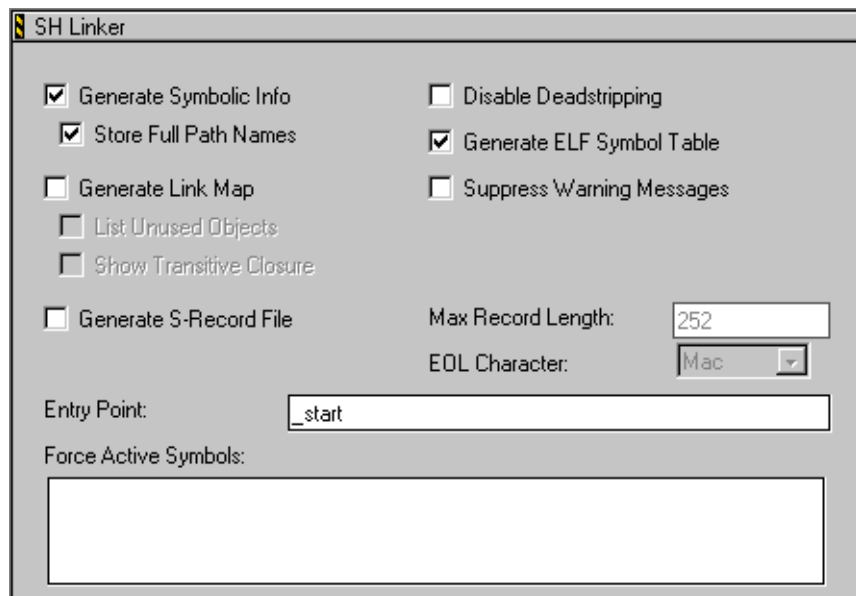 SH Linker
Generate Symbolic Info
Disable Deadstripping
Store Full Path Names
Generate ELF Symbol Table
Generate Link Map
Suppress Warning Messages
List Unused Objects
Show Transitive Closure
Generate S-Record File
Max Record Length: 252
EOL Character: Mac
Entry Point: _start
Force Active Symbols: